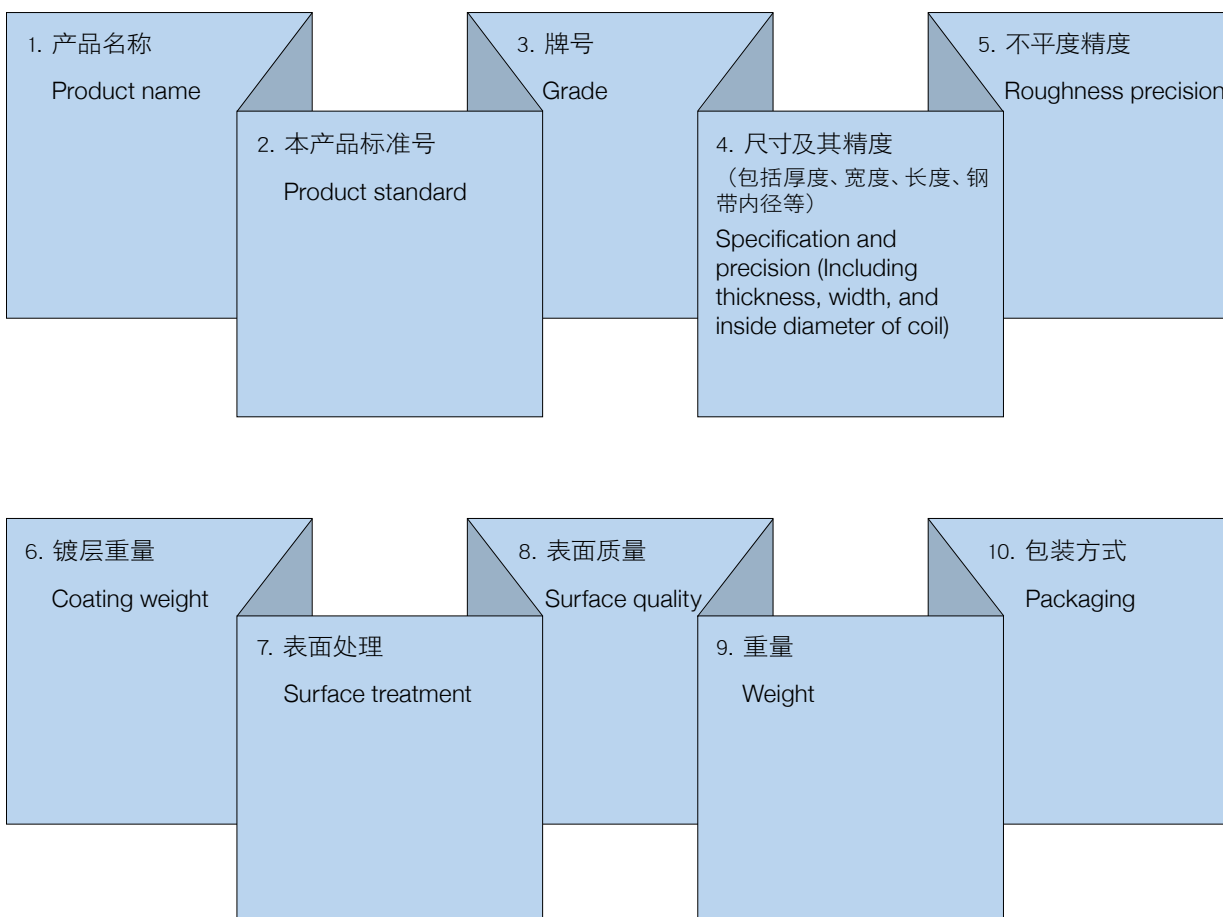 1. 产品名称
Product name
2. 本产品标准号
Product standard
3. 牌号
Grade
4. 尺寸及其精度
（包括厚度、宽度、长度、钢
带内径等）
Specification and
precision (Including
thickness, width, and
inside diameter of coil)
5. 不平度精度
Roughness precision
6. 镀层重量
Coating weight
7. 表面处理
Surface treatment
8. 表面质量
Surface quality
9. 重量
Weight
10. 包装方式
Packaging